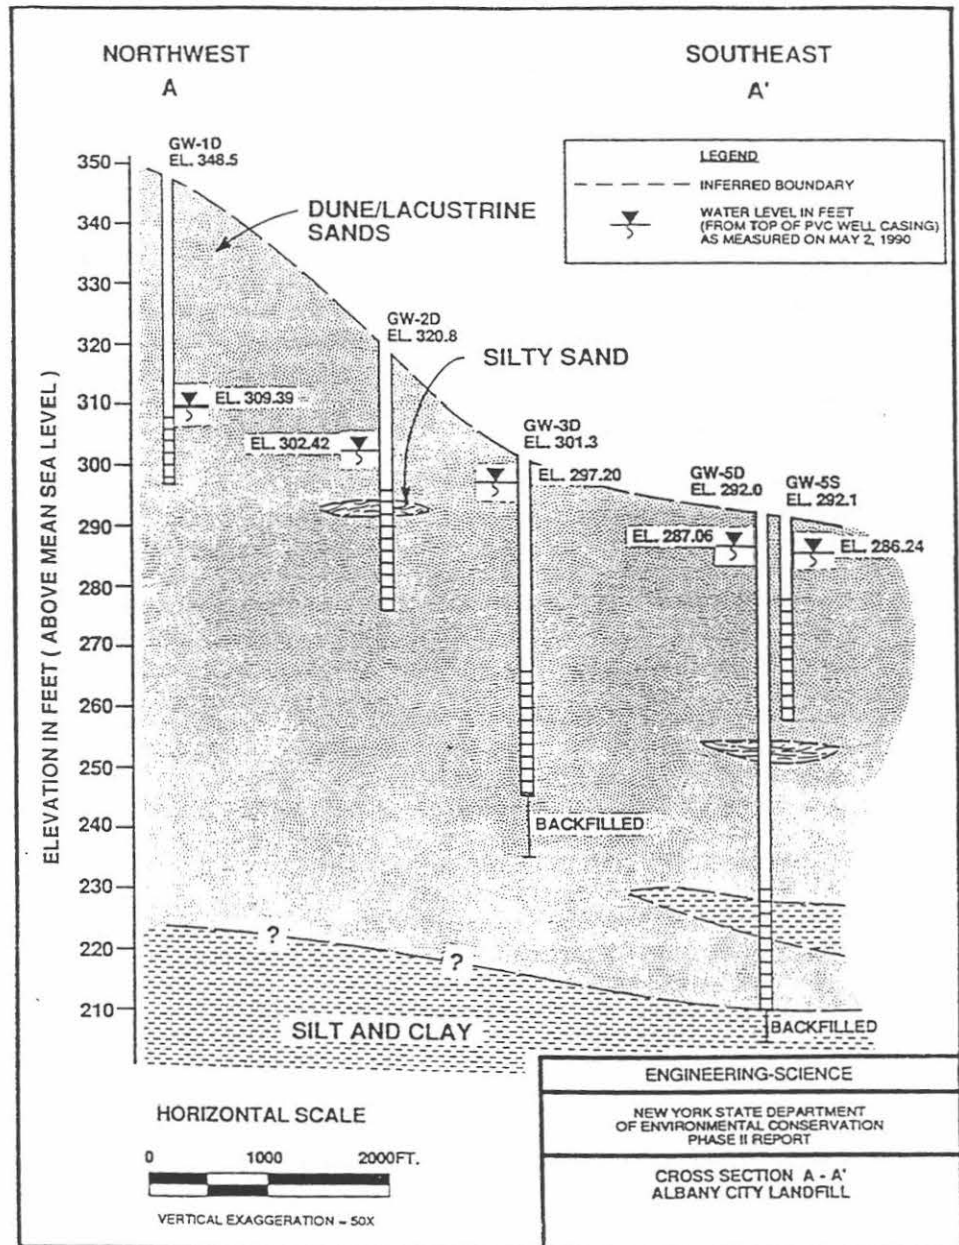 NORTHWEST
A
SOUTHEAST
A'
LEGEND
INFERRED BOUNDARY
WATER LEVEL IN FEET
(FROM TOP OF PVC WELL CASING)
AS MEASURED ON MAY 2, 1990
GW-1D
EL. 348.5
DUNE/LACUSTRINE
SANDS
GW-2D
EL. 320.8
SILTY SAND
GW-3D
EL. 301.3
GW-5D
EL. 292.0
GW-5S
EL. 292.1
EL. 309.39
EL. 302.42
EL. 297.20
EL. 287.06
EL. 286.24
ELEVATION IN FEET ( ABOVE MEAN SEA LEVEL )
350
340
330
320
310
300
290
280
270
260
250
240
230
220
210
BACKFILLED
?
?
SILT AND CLAY
BACKFILLED
HORIZONTAL SCALE
0 1000 2000FT.
VERTICAL EXAGGERATION = 50X
ENGINEERING-SCIENCE
NEW YORK STATE DEPARTMENT
OF ENVIRONMENTAL CONSERVATION
PHASE II REPORT
CROSS SECTION A - A'
ALBANY CITY LANDFILL